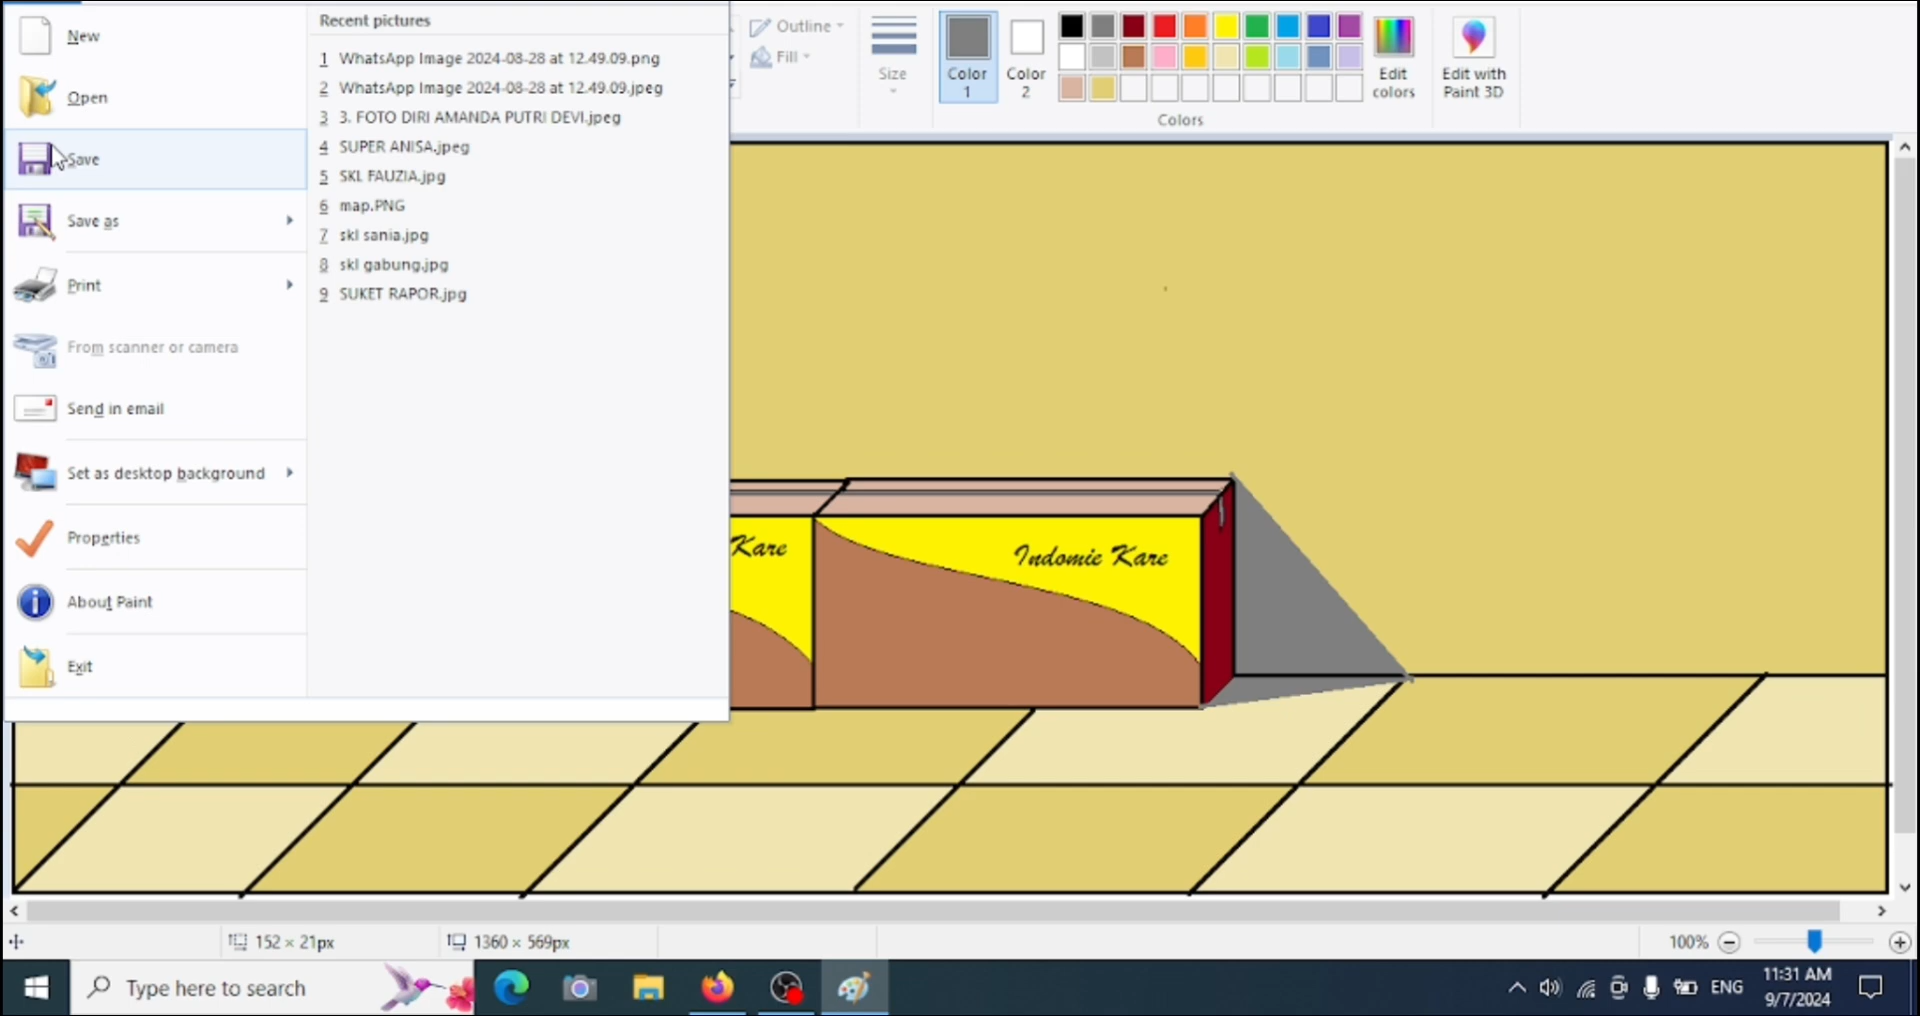 New
Open
Save
Save as
Print
From scanner or camera
Send in email
Set as desktop background
Properties
About Paint
Exit
Recent pictures
1 WhatsApp Image 2024-08-28 at 12.49.09.png
2 WhatsApp Image 2024-08-28 at 12.49.09.jpeg
3 3. FOTO DIRI AMANDA PUTRI DEVI.jpeg
4 SUPER ANISA.jpeg
5 SKL FAUZIA.jpg
6 map.PNG
7 skl sania.jpg
8 skl gabung.jpg
9 SUKET RAPOR.jpg
Outline
Fill
Size
Color
1
Color
2
Edit
colors
Edit with
Paint 3D
Colors
Kare
Indomie Kare
152 × 21px
1360 × 569px
100%
Type here to search
ENG
11:31 AM
9/7/2024